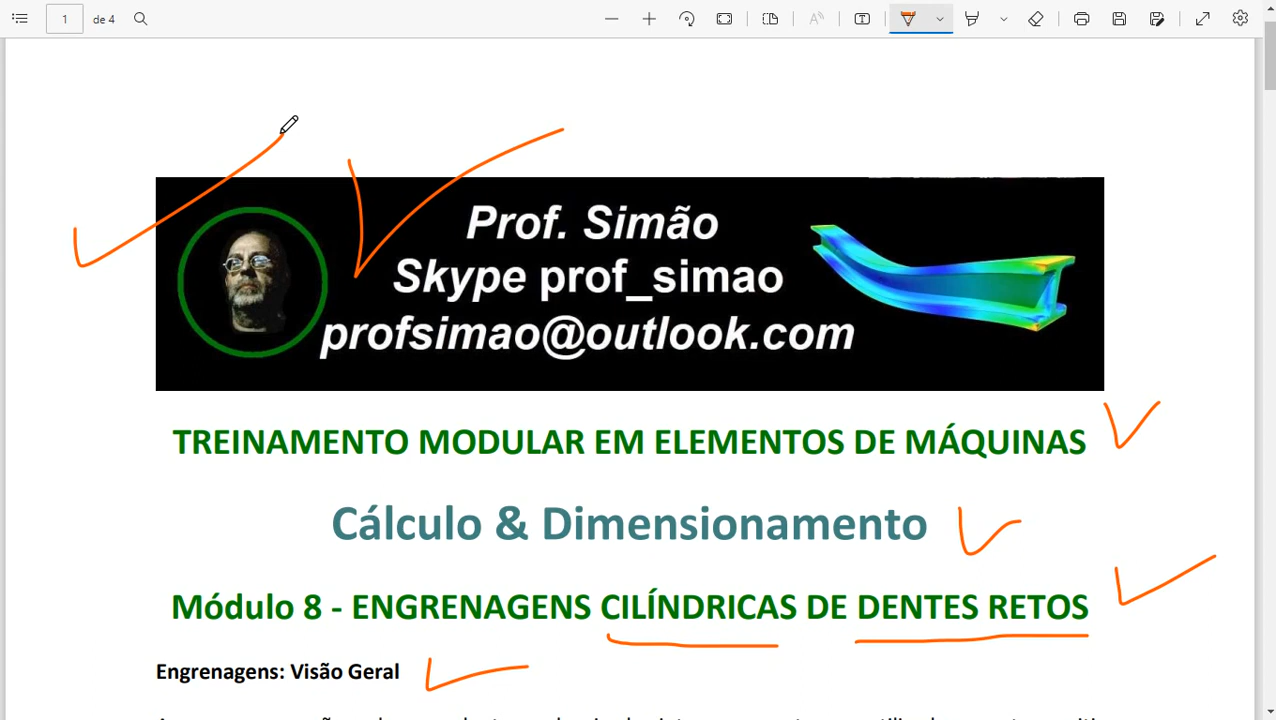 1 de 4
Prof. Simão
Skype prof_simao
profsimao@outlook.com
TREINAMENTO MODULAR EM ELEMENTOS DE MÁQUINAS
Cálculo & Dimensionamento
Módulo 8 - ENGRENAGENS CILÍNDRICAS DE DENTES RETOS
Engrenagens: Visão Geral